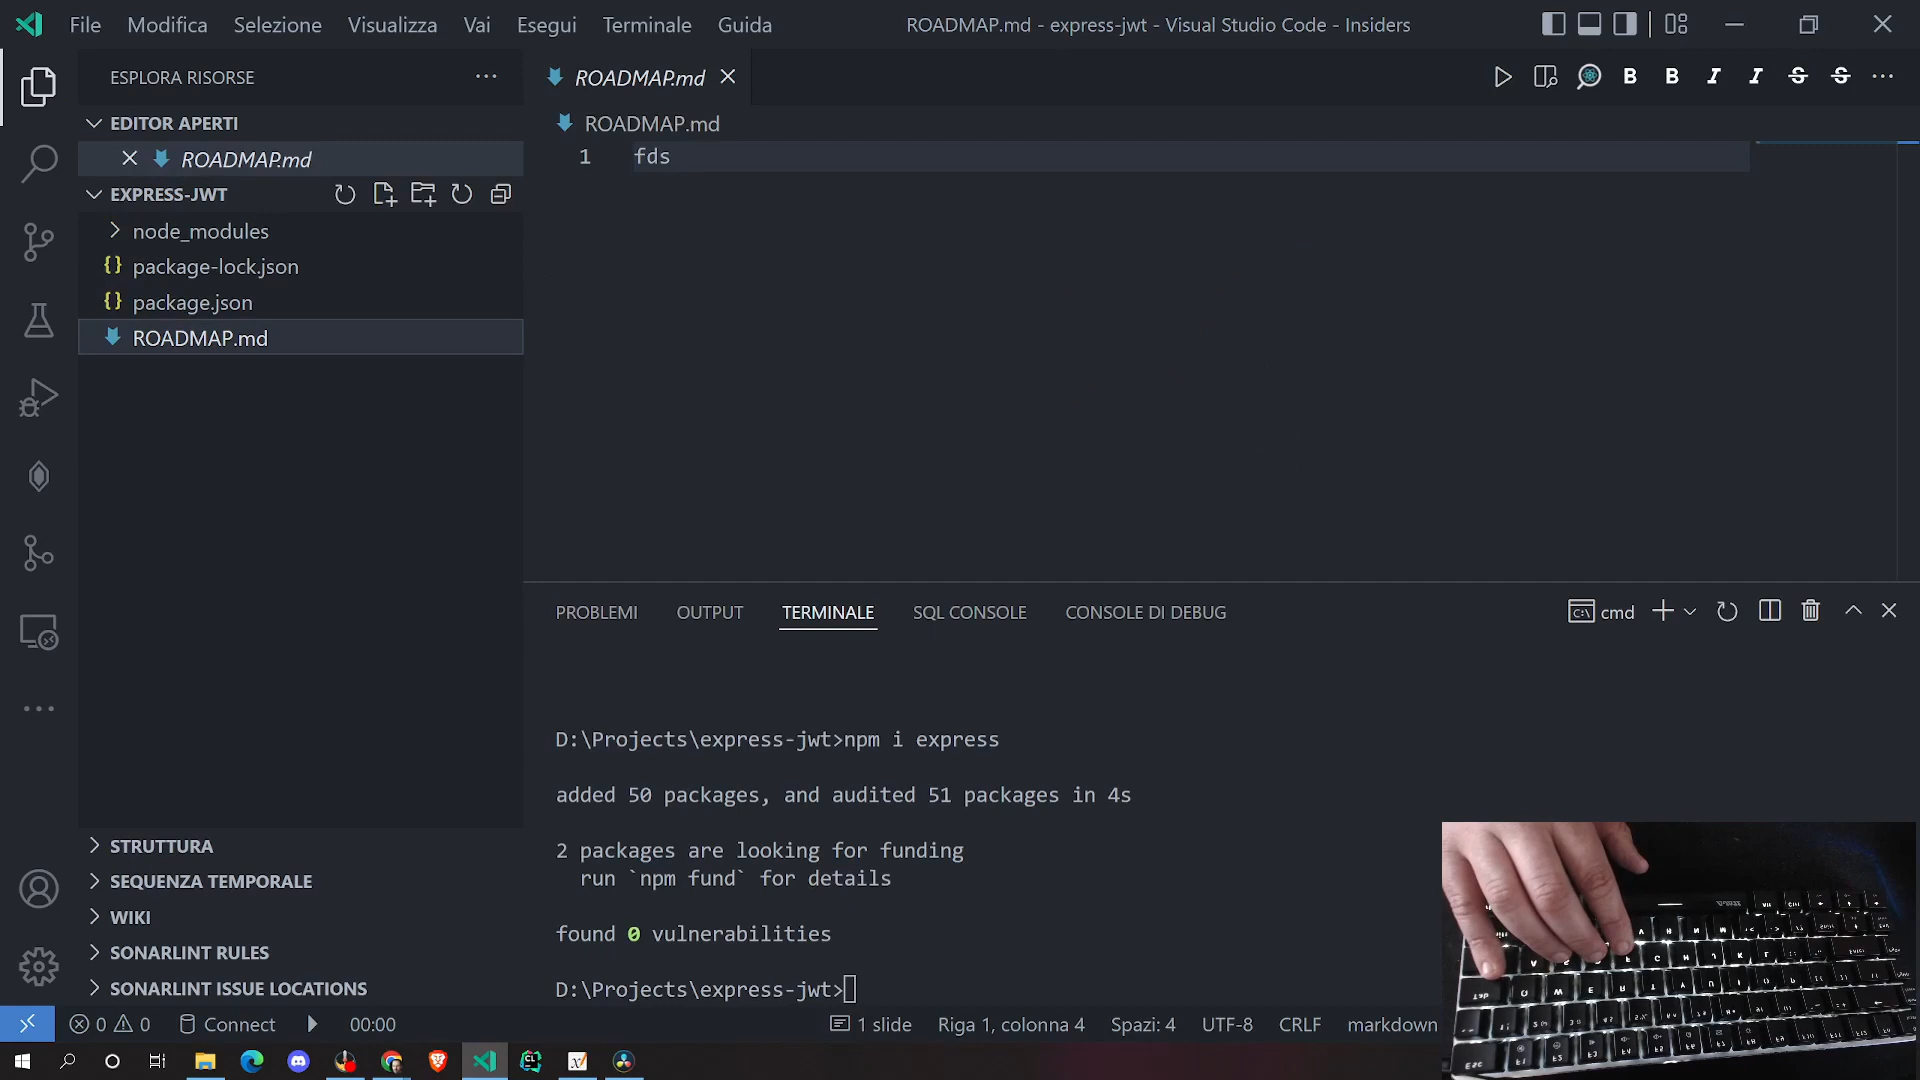 File Modifica Selezione Visualizza Vai Esegui Terminale Guida
ROADMAP.md - express-jwt - Visual Studio Code - Insiders
ESPLORA RISORSE
EDITOR APERTI
ROADMAP.md
EXPRESS-JWT
node_modules
package-lock.json
package.json
ROADMAP.md
STRUTTURA
SEQUENZA TEMPORALE
WIKI
SONARLINT RULES
SONARLINT ISSUE LOCATIONS
ROADMAP.md
ROADMAP.md
1 fds
PROBLEMI OUTPUT TERMINALE SQL CONSOLE CONSOLE DI DEBUG
cmd
D:\Projects\express-jwt>npm i express
added 50 packages, and audited 51 packages in 4s
2 packages are looking for funding
run `npm fund` for details
found 0 vulnerabilities
D:\Projects\express-jwt>
0 0 Connect 00:00 1 slide Riga 1, colonna 4 Spazi: 4 UTF-8 CRLF markdown